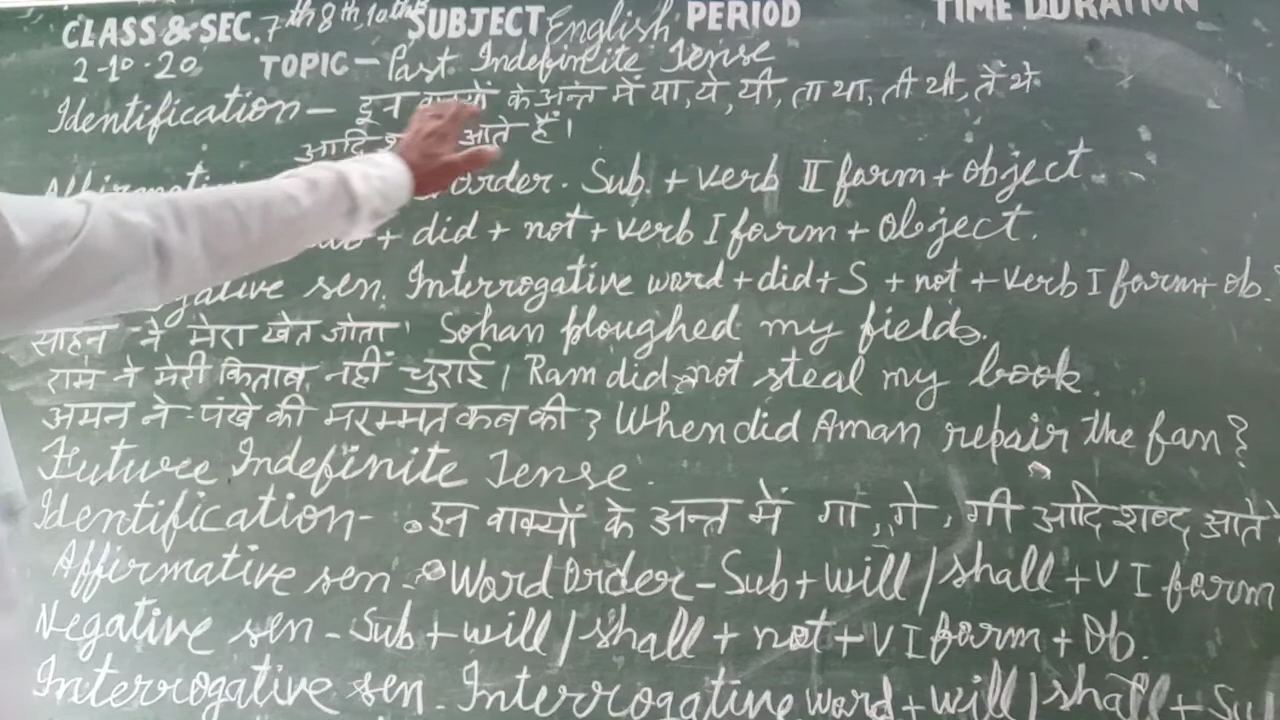 CLASS & SEC. 7th 8th 10th SUBJECT English PERIOD TIME DURATION
2-10-20 TOPIC - Past Indefinite Tense
Identification - इन वाक्यों के अन्त में या, ये, यी, ता था, ती थी, ते थे
आदि आते हैं।
Order. Sub. + verb II form + object
+ did + not + verb I form + object.
sen. Interrogative word + did + S + not + verb I form + ob.
सोहन ने मेरा खेत जोता। Sohan ploughed my fields.
राम ने मेरी किताब नहीं चुराई। Ram did not steal my book.
अमन ने पंखे की मरम्मत कब की? When did Aman repair the fan?
Future Indefinite Tense.
Identification - इन वाक्यों के अन्त में गा, गे, गी आदि शब्द आते
Affirmative sen - Word Order - Sub + will / shall + V I form
Negative sen - Sub + will / shall + not + V I form + Ob.
Interrogative sen. Interrogative word + will / shall + Su